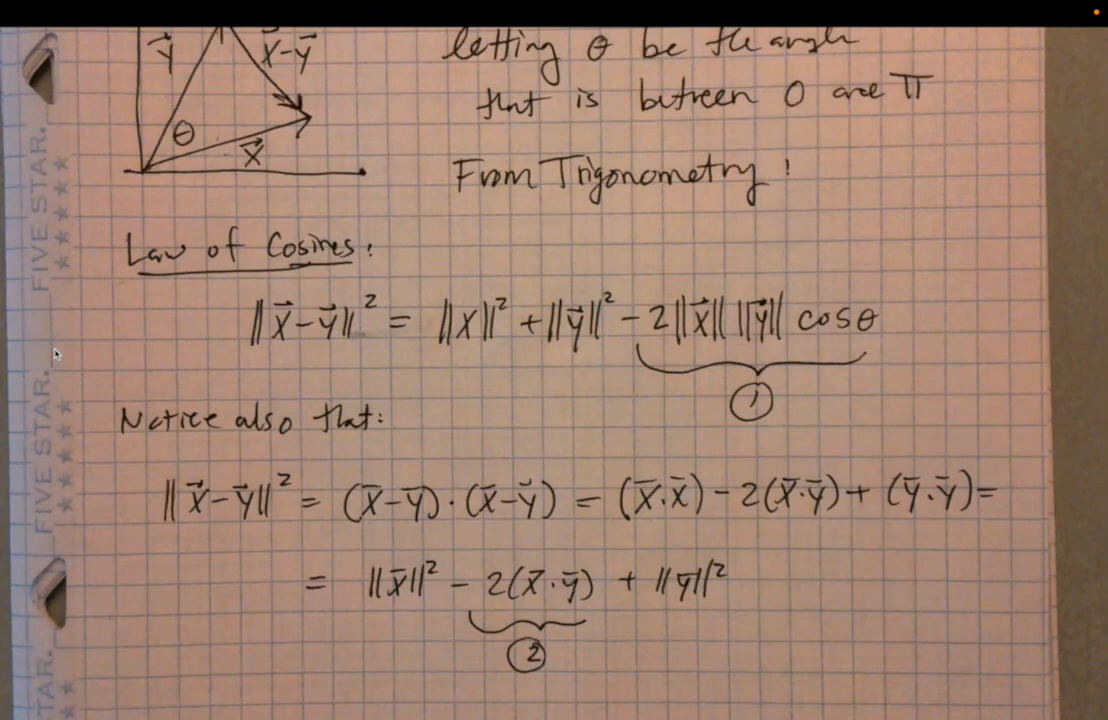 y⃗ x⃗-y⃗
letting θ be the angle
that is between 0 and π
θ
x⃗
From Trigonometry!
Law of Cosines:
||x⃗-y⃗||² = ||x||² + ||y⃗||² - 2||x⃗|| ||y⃗|| cosθ
①
Notice also that:
||x⃗-y⃗||² = (x̄-ȳ)·(x̄-ȳ) = (x̄·x̄) - 2(x̄·ȳ) + (ȳ·ȳ) =
= ||x̄||² - 2(x̄·ȳ) + ||ȳ||²
②
FIVE STAR.
FIVE STAR.
STAR.